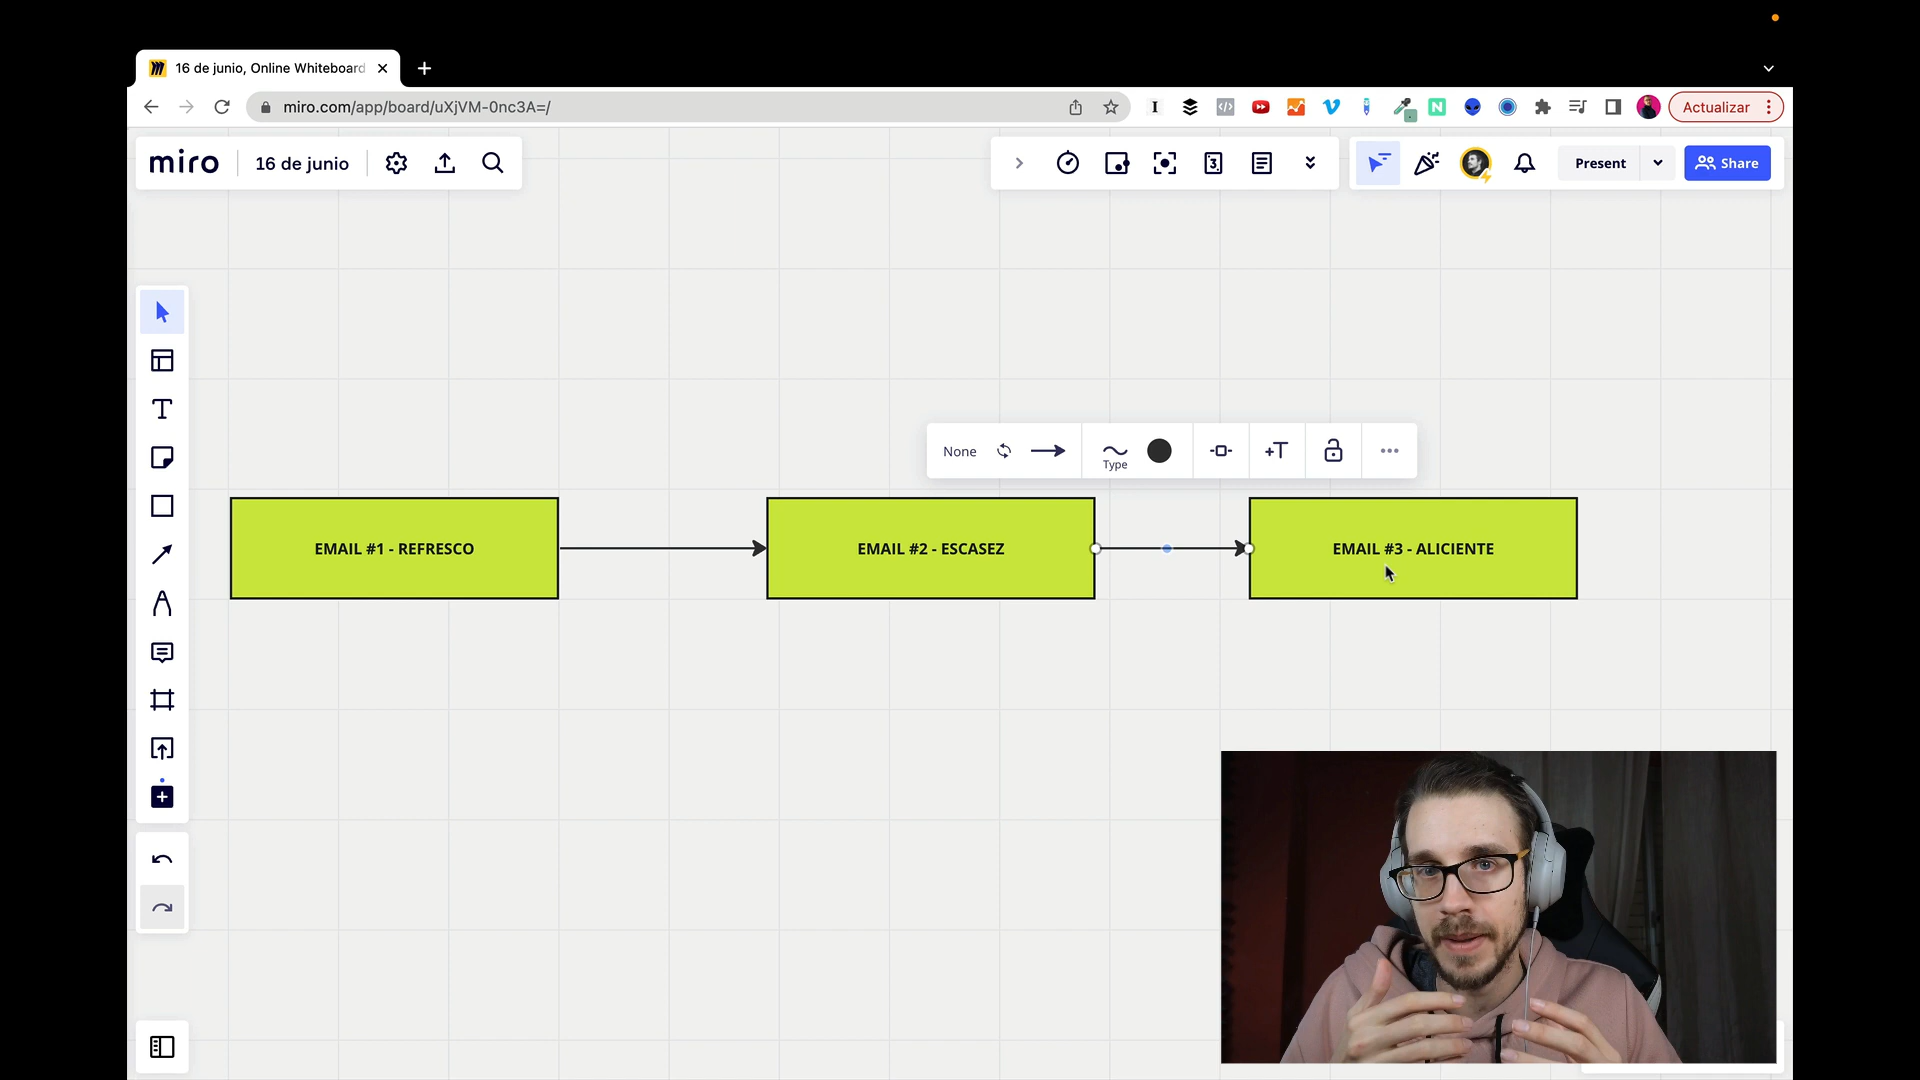 16 de junio, Online Whiteboard
miro.com/app/board/uXjVM-0nc3A=/
Actualizar
miro
16 de junio
Present
Share
None
Type
EMAIL #1 - REFRESCO
EMAIL #2 - ESCASEZ
EMAIL #3 - ALICIENTE